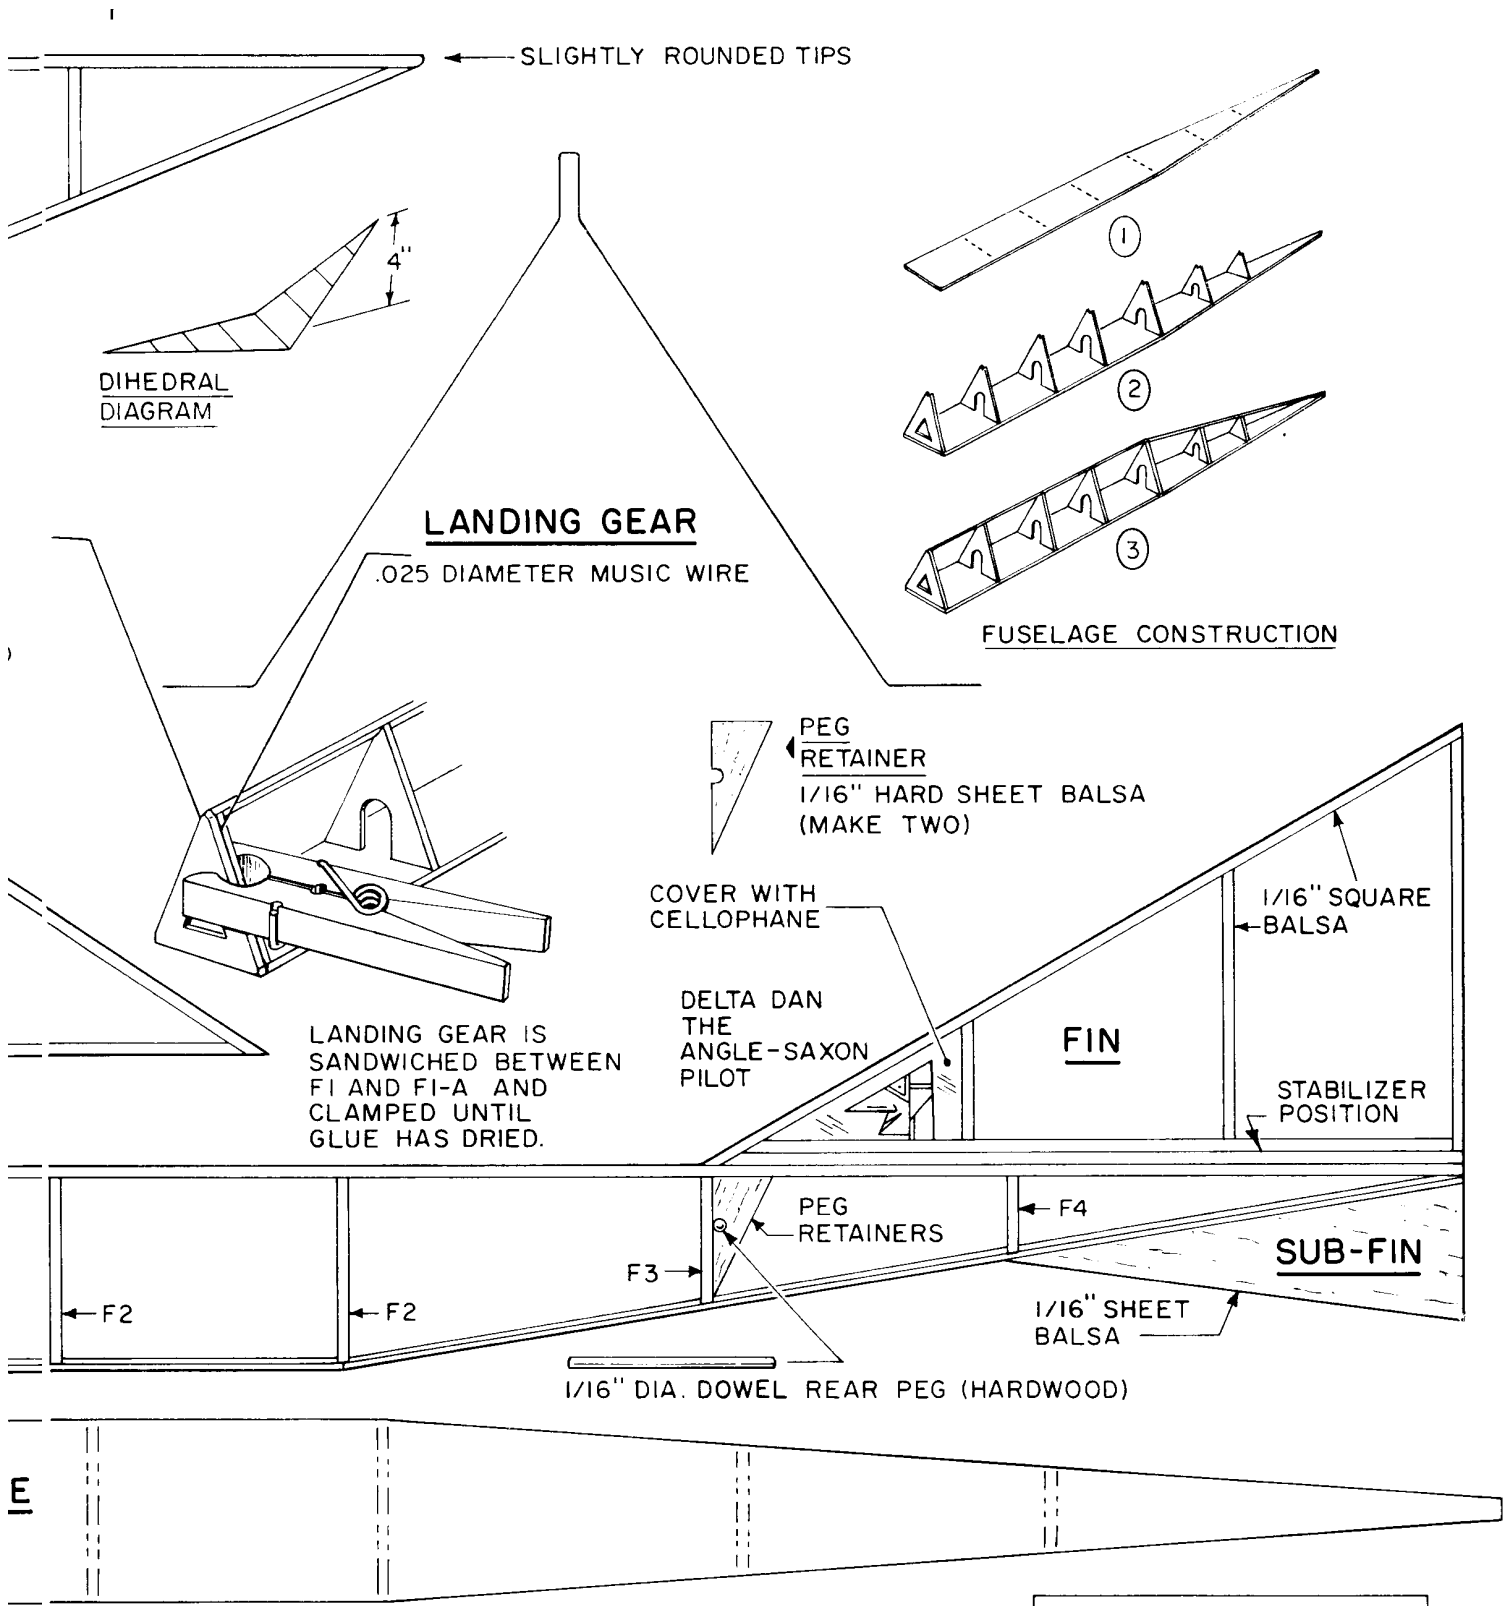 SLIGHTLY ROUNDED TIPS
4"
DIHEDRAL
DIAGRAM
1
2
3
FUSELAGE CONSTRUCTION
LANDING GEAR
.025 DIAMETER MUSIC WIRE
)
PEG
RETAINER
1/16" HARD SHEET BALSA
(MAKE TWO)
COVER WITH
CELLOPHANE
1/16" SQUARE
BALSA
DELTA DAN
THE
ANGLE-SAXON
PILOT
FIN
STABILIZER
POSITION
LANDING GEAR IS
SANDWICHED BETWEEN
F1 AND F1-A AND
CLAMPED UNTIL
GLUE HAS DRIED.
PEG
RETAINERS
F4
SUB-FIN
F3
F2
F2
1/16" SHEET
BALSA
1/16" DIA. DOWEL REAR PEG (HARDWOOD)
E